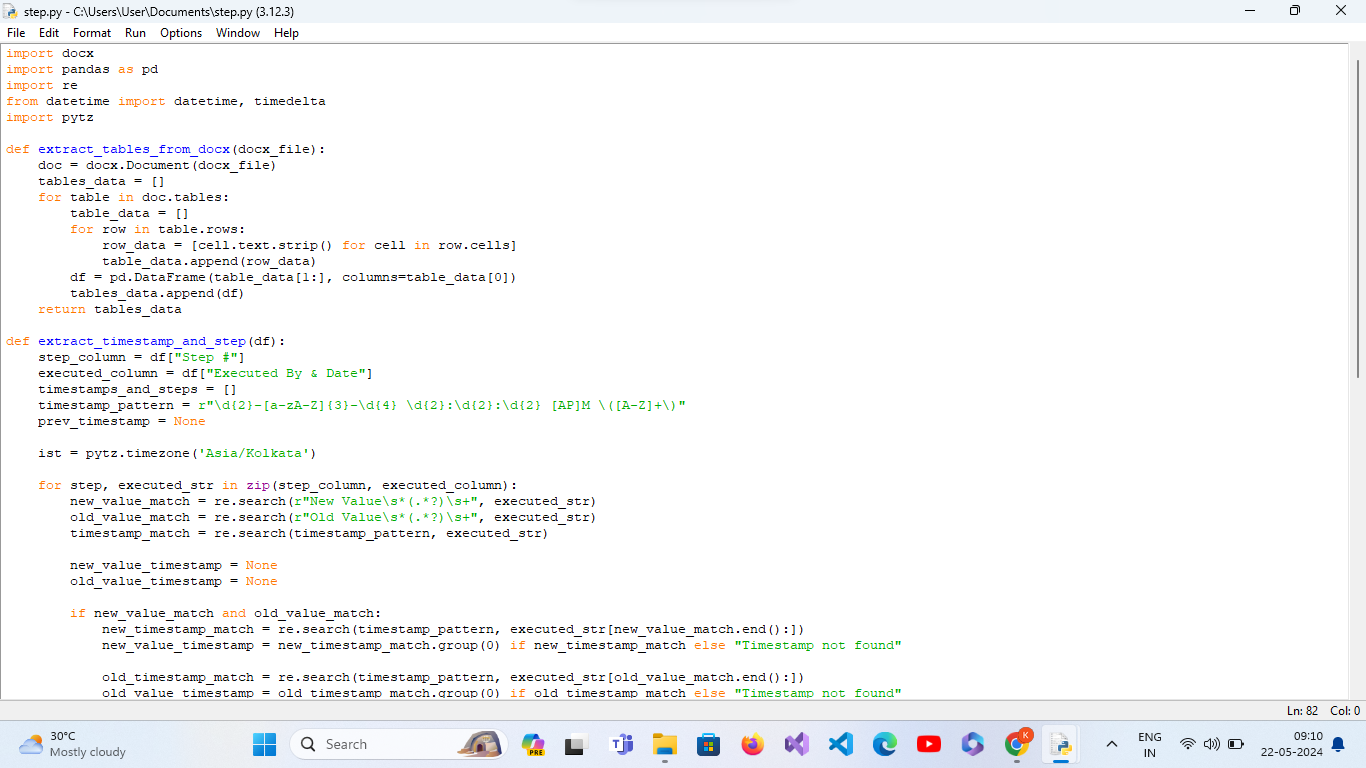 step.py - C:\Users\User\Documents\step.py (3.12.3)
File Edit Format Run Options Window Help
import docx
import pandas as pd
import re
from datetime import datetime, timedelta
import pytz
def extract_tables_from_docx(docx_file):
    doc = docx.Document(docx_file)
    tables_data = []
    for table in doc.tables:
        table_data = []
        for row in table.rows:
            row_data = [cell.text.strip() for cell in row.cells]
            table_data.append(row_data)
        df = pd.DataFrame(table_data[1:], columns=table_data[0])
        tables_data.append(df)
    return tables_data
def extract_timestamp_and_step(df):
    step_column = df["Step #"]
    executed_column = df["Executed By & Date"]
    timestamps_and_steps = []
    timestamp_pattern = r"\d{2}-[a-zA-Z]{3}-\d{4} \d{2}:\d{2}:\d{2} [AP]M \([A-Z]+\)"
    prev_timestamp = None
    ist = pytz.timezone('Asia/Kolkata')
    for step, executed_str in zip(step_column, executed_column):
        new_value_match = re.search(r"New Value\s*(.*?)\s+", executed_str)
        old_value_match = re.search(r"Old Value\s*(.*?)\s+", executed_str)
        timestamp_match = re.search(timestamp_pattern, executed_str)
        new_value_timestamp = None
        old_value_timestamp = None
        if new_value_match and old_value_match:
            new_timestamp_match = re.search(timestamp_pattern, executed_str[new_value_match.end():])
            new_value_timestamp = new_timestamp_match.group(0) if new_timestamp_match else "Timestamp not found"
            old_timestamp_match = re.search(timestamp_pattern, executed_str[old_value_match.end():])
            old_value_timestamp = old_timestamp_match.group(0) if old_timestamp_match else "Timestamp not found"
Ln: 82 Col: 0
30°C
Mostly cloudy
Search
PRE
K
ENG
IN
09:10
22-05-2024